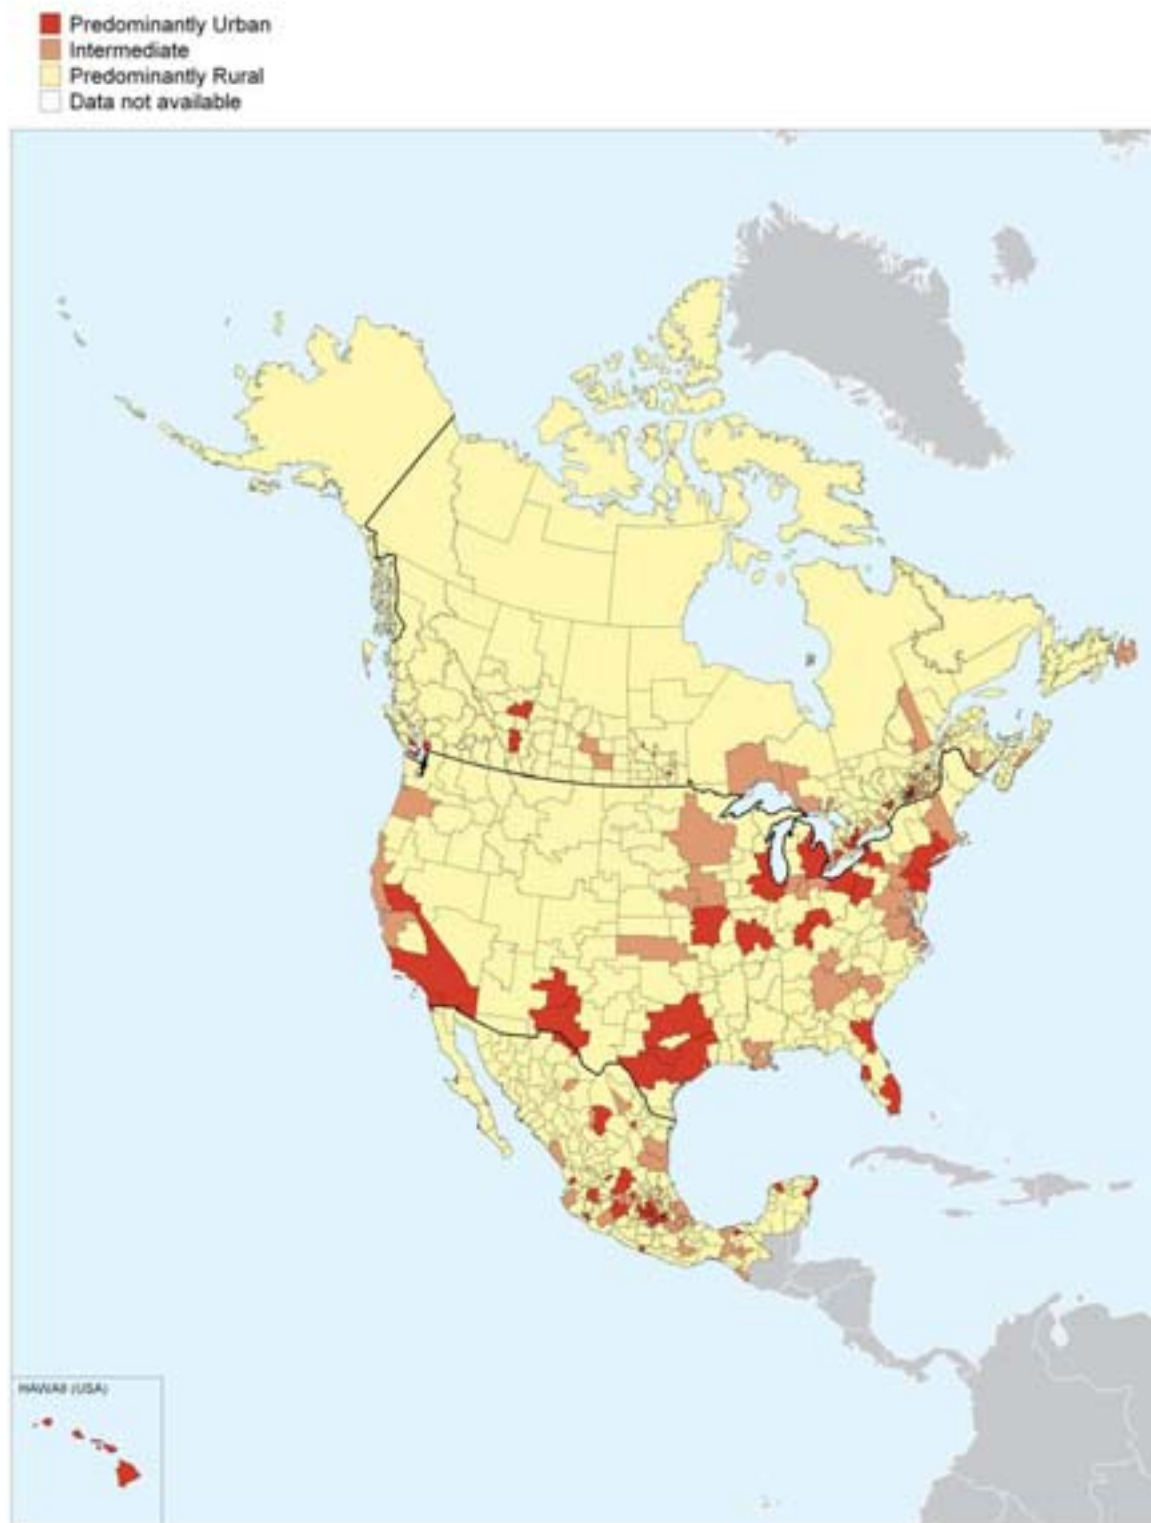 Predominantly Urban
Intermediate
Predominantly Rural
Data not available
HAWAII (USA)